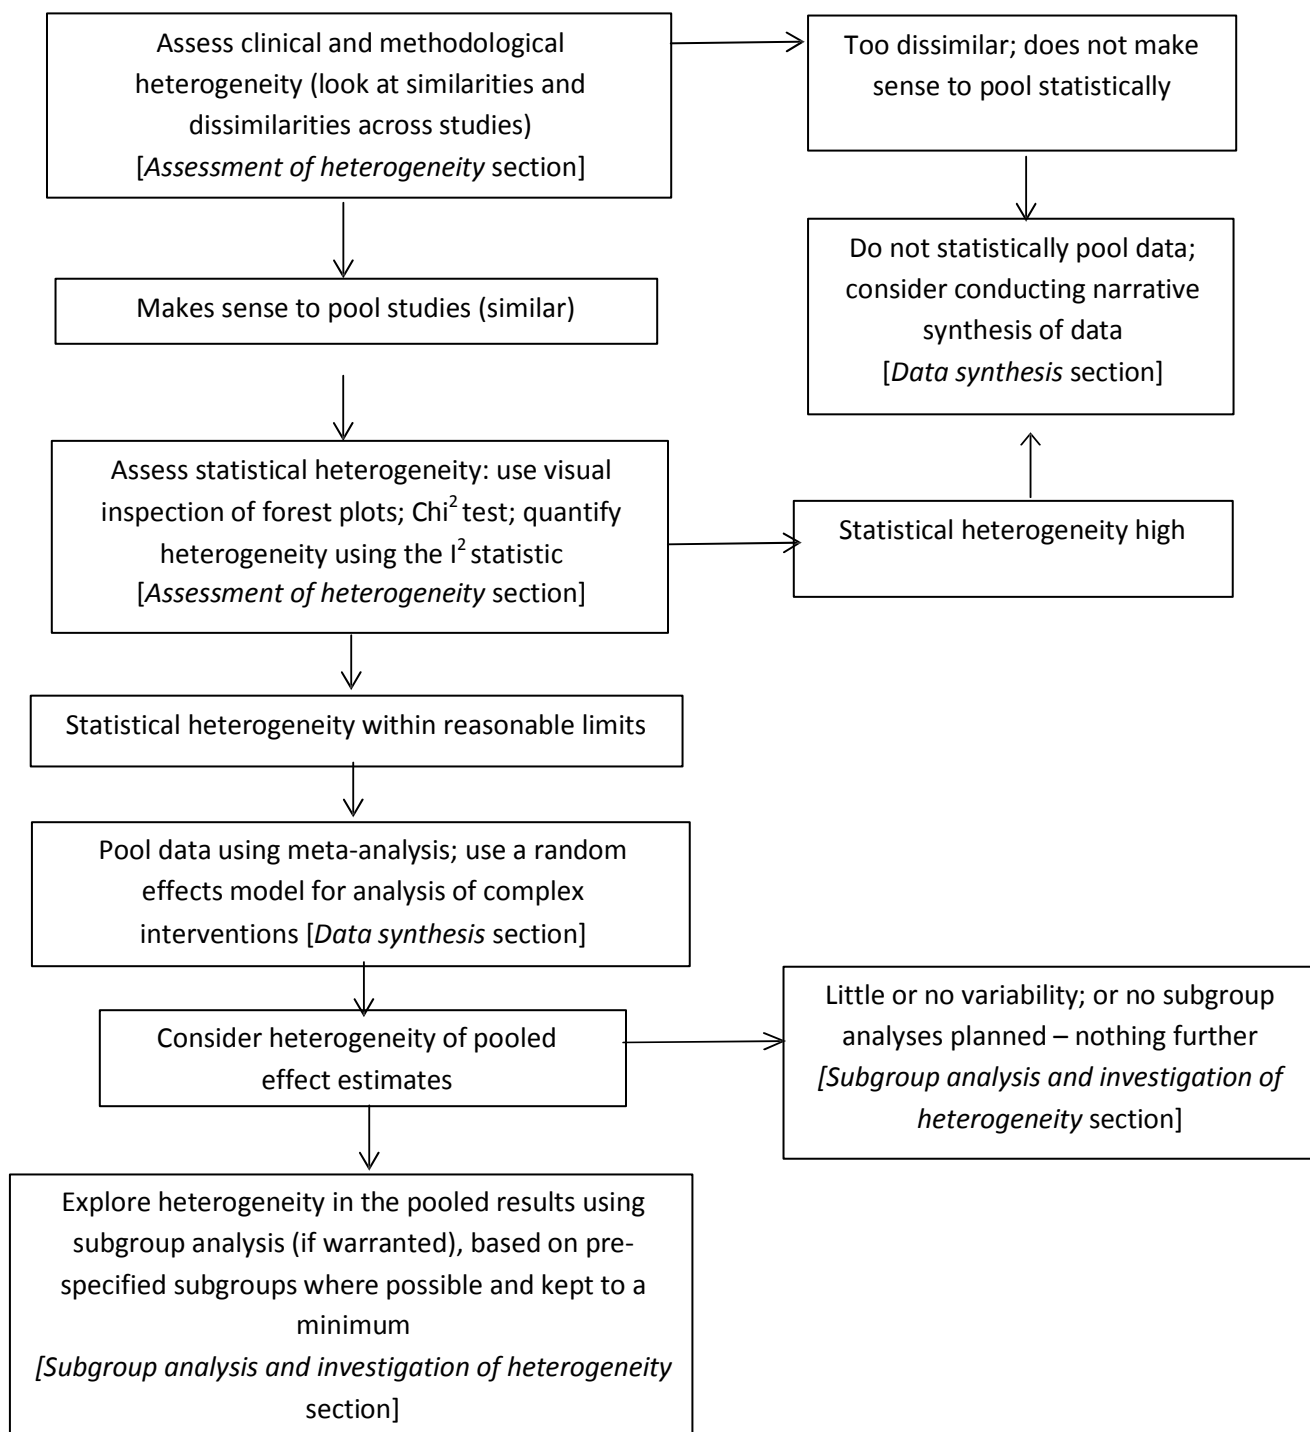 Assess clinical and methodological
heterogeneity (look at similarities and
dissimilarities across studies)
[Assessment of heterogeneity section]
Too dissimilar; does not make
sense to pool statistically
Do not statistically pool data;
consider conducting narrative
synthesis of data
[Data synthesis section]
Makes sense to pool studies (similar)
Assess statistical heterogeneity: use visual
inspection of forest plots; Chi² test; quantify
heterogeneity using the I² statistic
[Assessment of heterogeneity section]
Statistical heterogeneity high
Statistical heterogeneity within reasonable limits
Pool data using meta-analysis; use a random
effects model for analysis of complex
interventions [Data synthesis section]
Consider heterogeneity of pooled
effect estimates
Little or no variability; or no subgroup
analyses planned – nothing further
[Subgroup analysis and investigation of
heterogeneity section]
Explore heterogeneity in the pooled results using
subgroup analysis (if warranted), based on pre-
specified subgroups where possible and kept to a
minimum
[Subgroup analysis and investigation of heterogeneity
section]